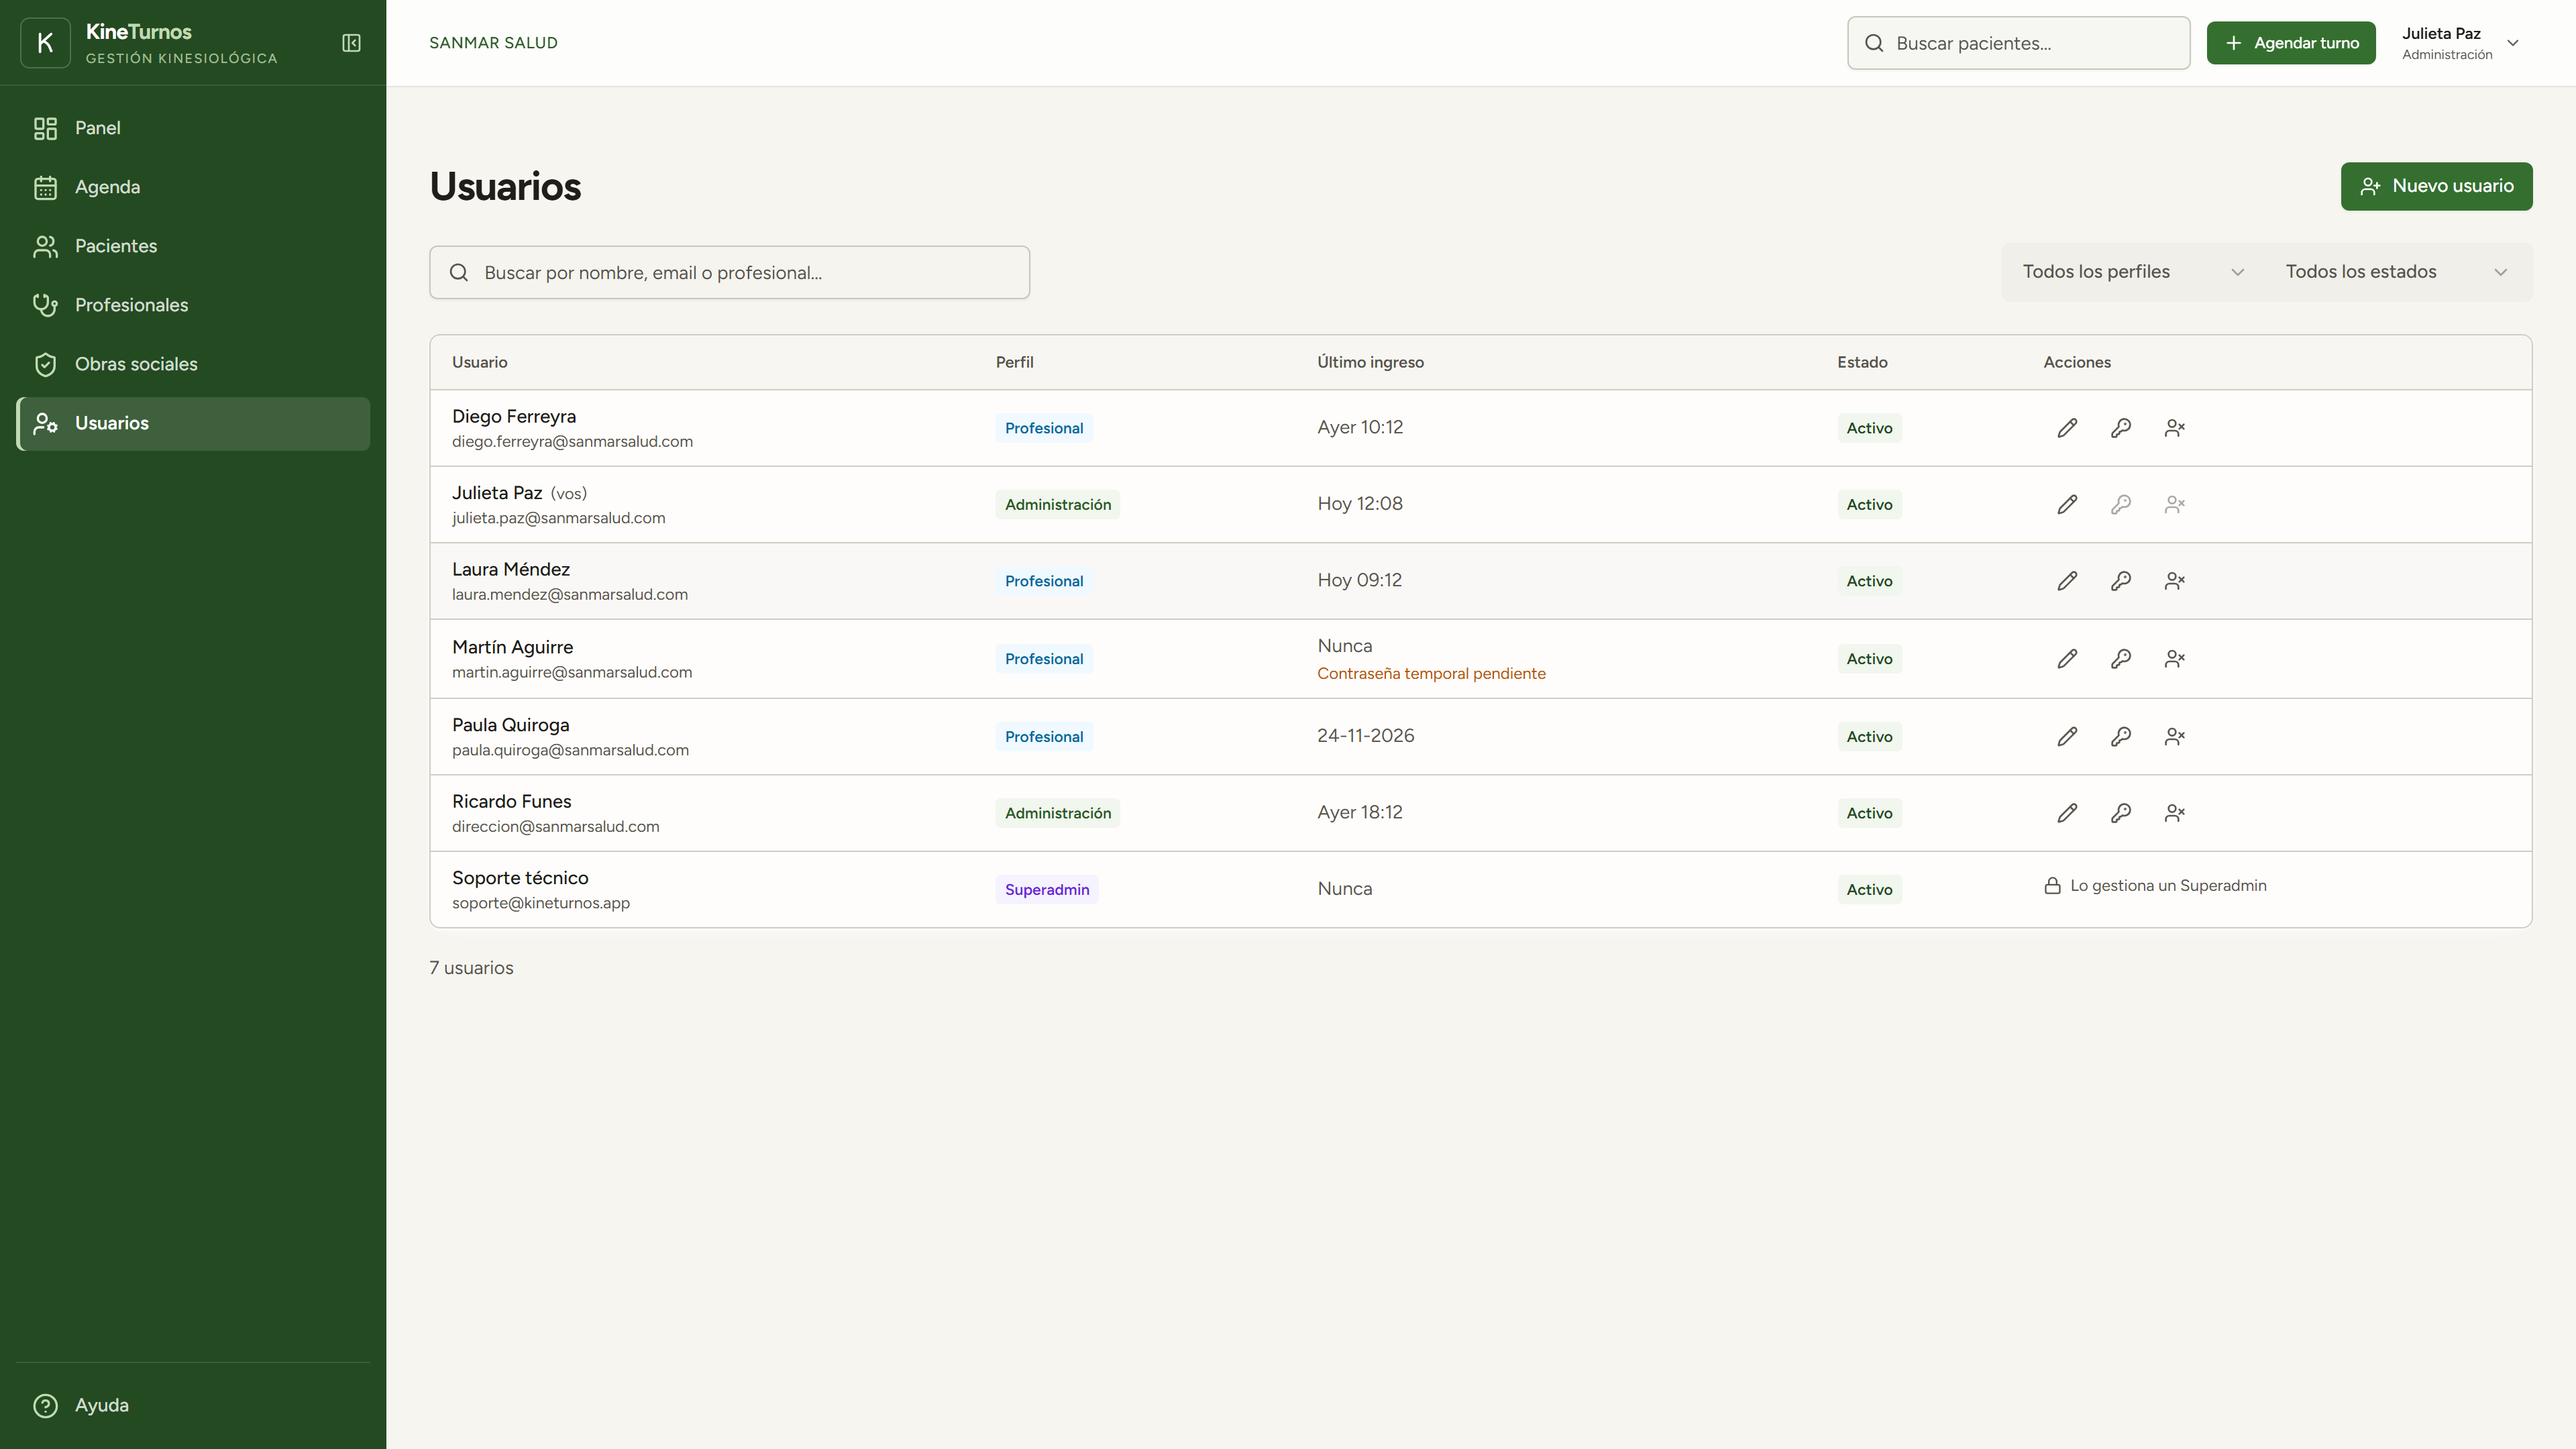 K
KineTurnos
GESTIÓN KINESIOLÓGICA
Panel
Agenda
Pacientes
Profesionales
Obras sociales
Usuarios
Ayuda
SANMAR SALUD
Buscar pacientes...
Agendar turno
Julieta Paz
Administración
Usuarios
Nuevo usuario
Buscar por nombre, email o profesional...
Todos los perfiles
Todos los estados
Usuario Perfil Último ingreso Estado Acciones
Diego Ferreyra
diego.ferreyra@sanmarsalud.com
Profesional
Ayer 10:12
Activo
Julieta Paz (vos)
julieta.paz@sanmarsalud.com
Administración
Hoy 12:08
Activo
Laura Méndez
laura.mendez@sanmarsalud.com
Profesional
Hoy 09:12
Activo
Martín Aguirre
martin.aguirre@sanmarsalud.com
Profesional
Nunca
Contraseña temporal pendiente
Activo
Paula Quiroga
paula.quiroga@sanmarsalud.com
Profesional
24-11-2026
Activo
Ricardo Funes
direccion@sanmarsalud.com
Administración
Ayer 18:12
Activo
Soporte técnico
soporte@kineturnos.app
Superadmin
Nunca
Activo
Lo gestiona un Superadmin
7 usuarios